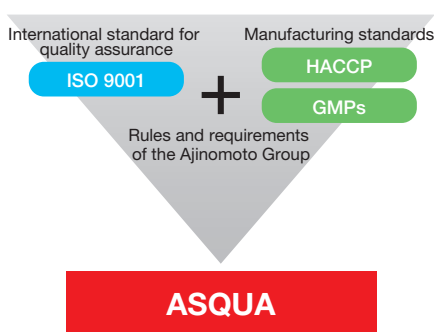 International standard for
quality assurance
ISO 9001
+
Manufacturing standards
HACCP
GMPs
Rules and requirements
of the Ajinomoto Group
ASQUA